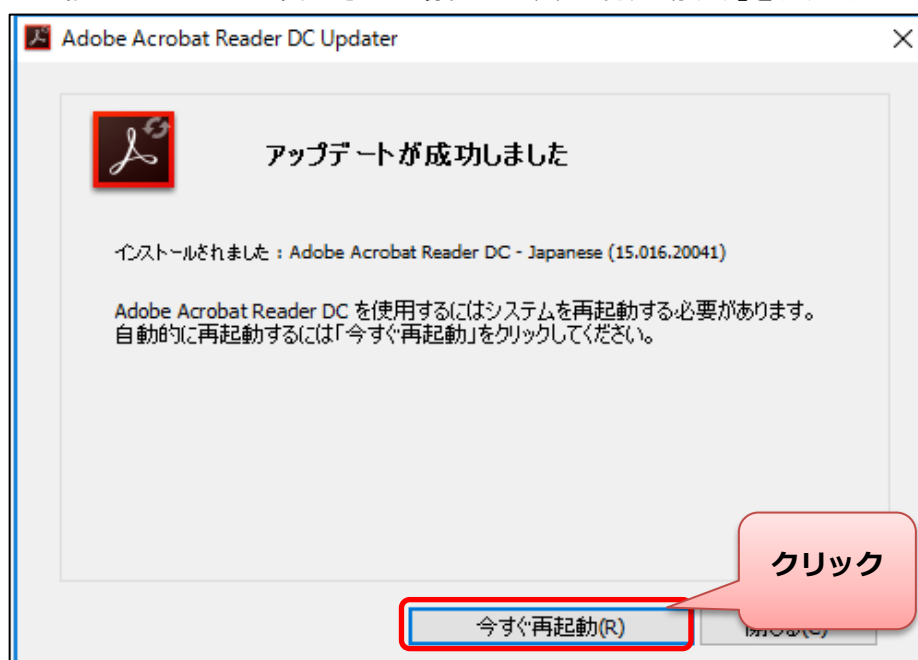 Adobe Acrobat Reader DC Updater
アップデートが成功しました
インストールされました : Adobe Acrobat Reader DC - Japanese (15.016.20041)
Adobe Acrobat Reader DC を使用するにはシステムを再起動する必要があります。
自動的に再起動するには「今すぐ再起動」をクリックしてください。
クリック
今すぐ再起動(R)